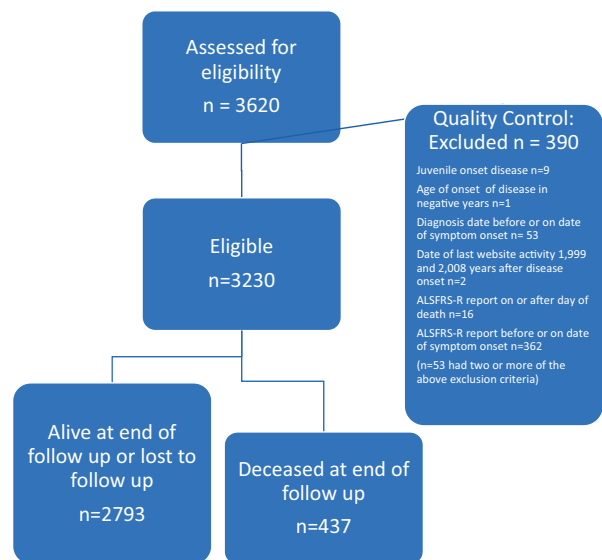 Assessed for
eligibility
n = 3620
Quality Control:
Excluded n = 390
Juvenile onset disease n=9
Age of onset of disease in
negative years n=1
Diagnosis date before or on date
of symptom onset n= 53
Date of last website activity 1,999
and 2,008 years after disease
onset n=2
ALSFRS-R report on or after day of
death n=16
ALSFRS-R report before or on date
of symptom onset n=362
(n=53 had two or more of the
above exclusion criteria)
Eligible
n=3230
Alive at end of
follow up or lost to
follow up
n=2793
Deceased at end of
follow up
n=437